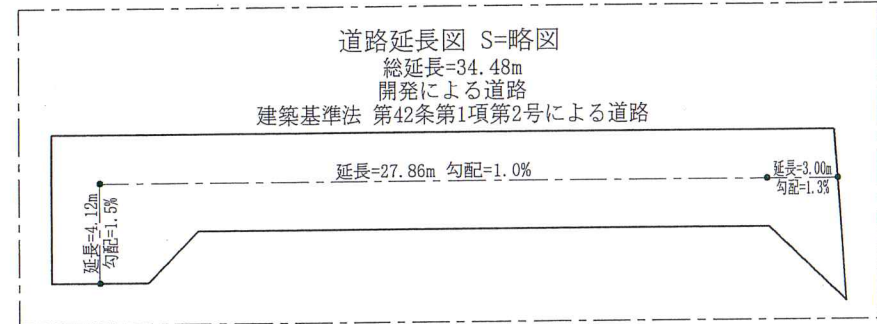 道路延長図 S=略図
総延長=34.48m
開発による道路
建築基準法 第42条第1項第2号による道路
延長=27.86m 勾配=1.0%
延長=3.00m
勾配=1.3%
延長=4.12m
勾配=1.5%